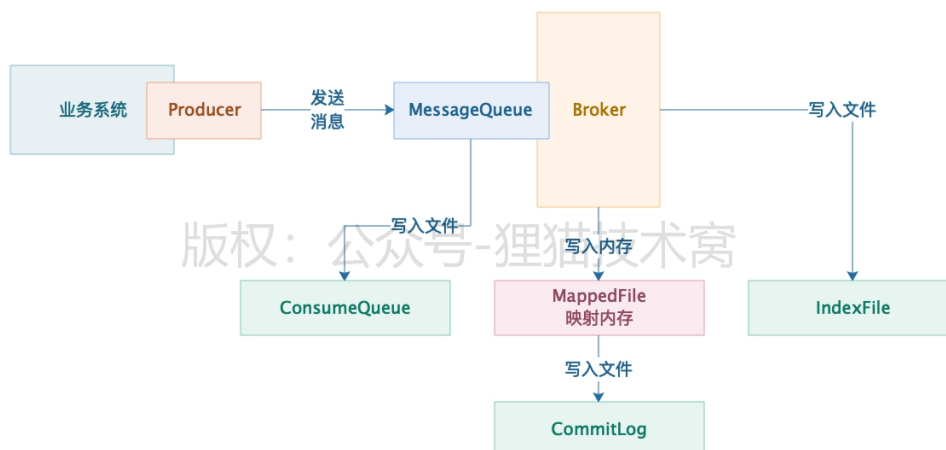 业务系统
Producer
发送
消息
MessageQueue
Broker
写入文件
写入文件
版权：公众号-狸猫技术窝
写入内存
ConsumeQueue
MappedFile
映射内存
IndexFile
写入文件
CommitLog